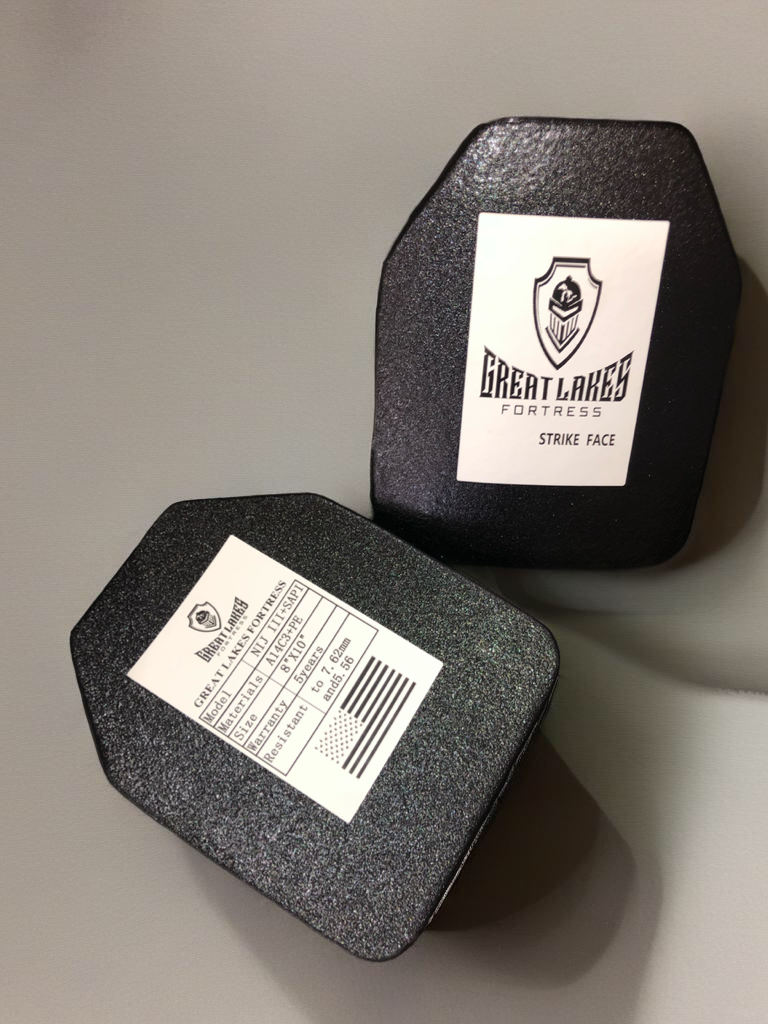 GREAT LAKES
FORTRESS
STRIKE FACE
GREAT LAKES
FORTRESS
GREAT LAKES FORTRESS
Model NIJ III+SAPI
Materials Al4C3+PE
Size 8"X10"
Warranty 5years
Resistant to 7.62mm
and5.56